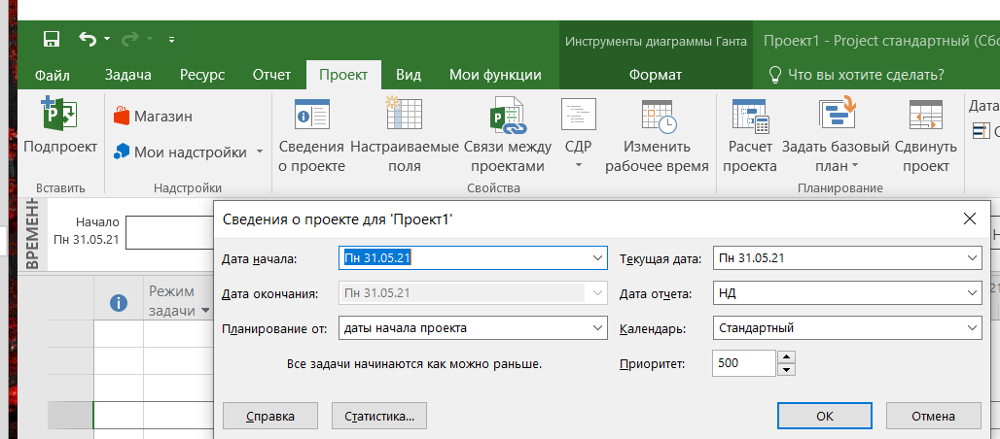 Инструменты диаграммы Ганта
Проект1 - Project стандартный (Сбо
Файл Задача Ресурс Отчет Проект Вид Мои функции Формат Что вы хотите сделать?
Подпроект
Вставить
Магазин
Мои надстройки
Надстройки
Сведения
о проекте
Настраиваемые
поля
Связи между
проектами
СДР
Изменить
рабочее время
Свойства
Расчет
проекта
Задать базовый
план
Сдвинуть
проект
Планирование
Дата
ВРЕМЕНН
Начало
Пн 31.05.21
Режим
задачи
Сведения о проекте для 'Проект1'
Дата начала: Пн 31.05.21
Текущая дата: Пн 31.05.21
Дата окончания: Пн 31.05.21
Дата отчета: НД
Планирование от: даты начала проекта
Календарь: Стандартный
Все задачи начинаются как можно раньше.
Приоритет: 500
Справка Статистика... ОК Отмена